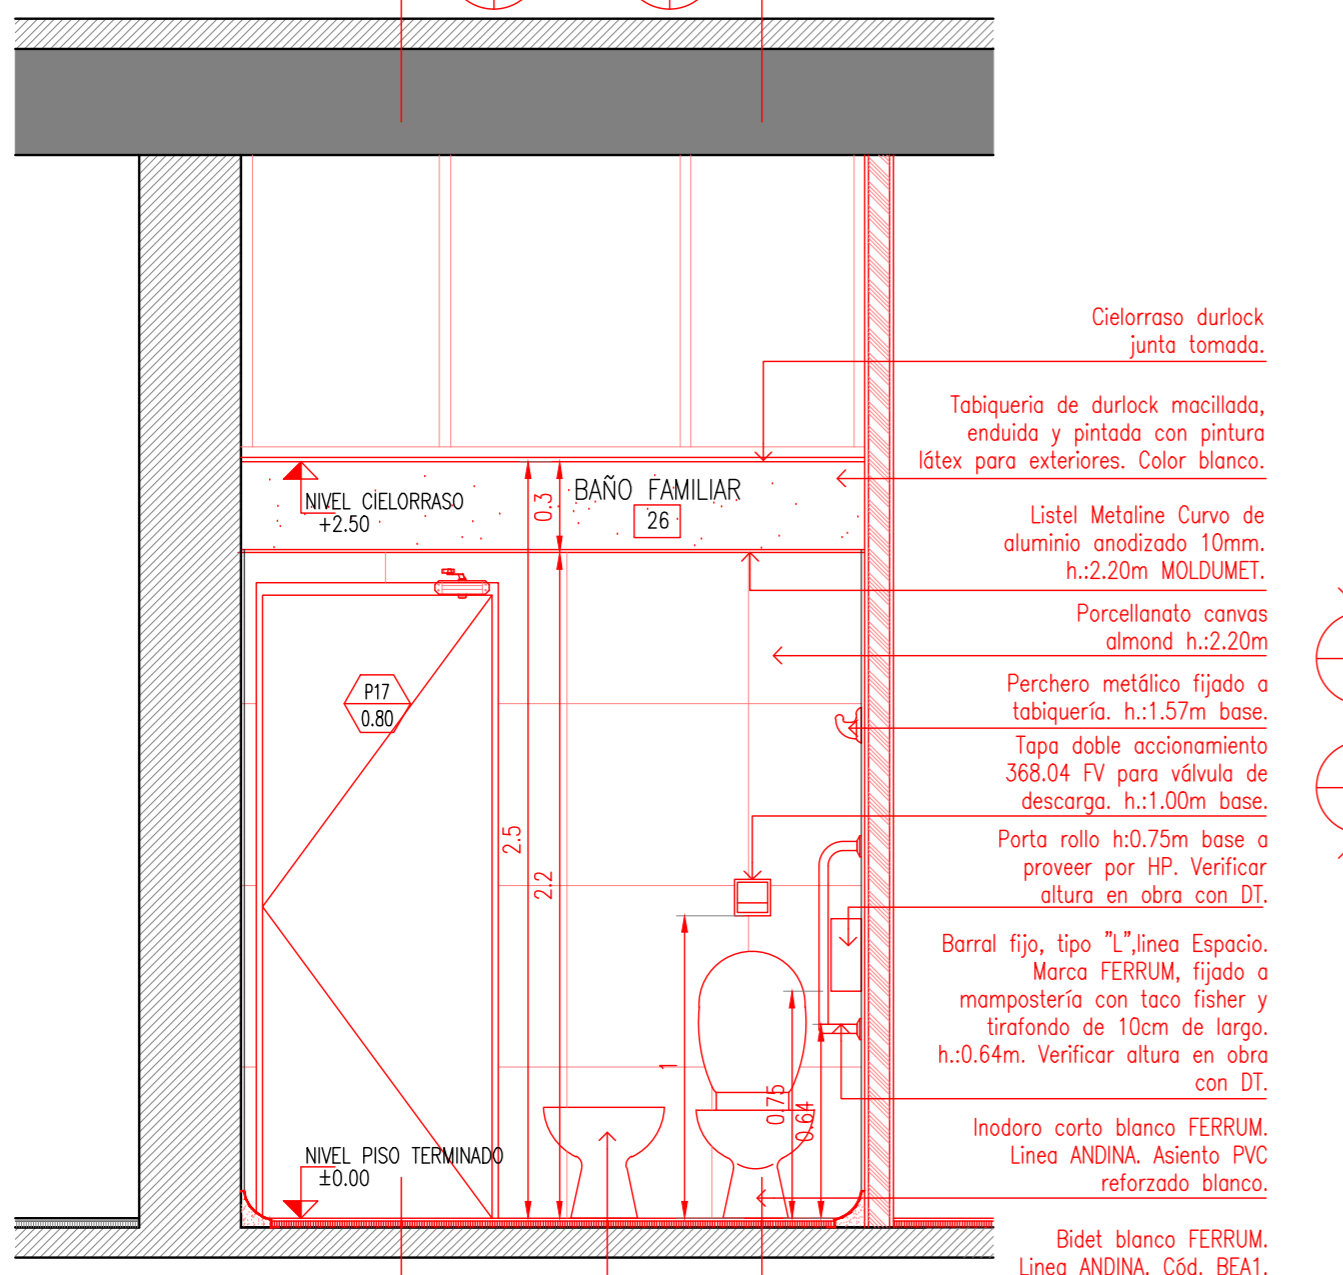 Cielorraso durlock
junta tomada.
Tabiqueria de durlock macillada,
enduida y pintada con pintura
látex para exteriores. Color blanco.
NIVEL CIELORRASO
+2.50
0.3
BAÑO FAMILIAR
26
Listel Metaline Curvo de
aluminio anodizado 10mm.
h.:2.20m MOLDUMET.
Porcellanato canvas
almond h.:2.20m
P17
0.80
Perchero metálico fijado a
tabiquería. h.:1.57m base.
Tapa doble accionamiento
368.04 FV para válvula de
descarga. h.:1.00m base.
2.5
2.2
Porta rollo h:0.75m base a
proveer por HP. Verificar
altura en obra con DT.
Barral fijo, tipo "L",linea Espacio.
Marca FERRUM, fijado a
mampostería con taco fisher y
tirafondo de 10cm de largo.
h.:0.64m. Verificar altura en obra
con DT.
1
0.75
0.64
Inodoro corto blanco FERRUM.
Linea ANDINA. Asiento PVC
reforzado blanco.
NIVEL PISO TERMINADO
±0.00
Bidet blanco FERRUM.
Linea ANDINA. Cód. BEA1.